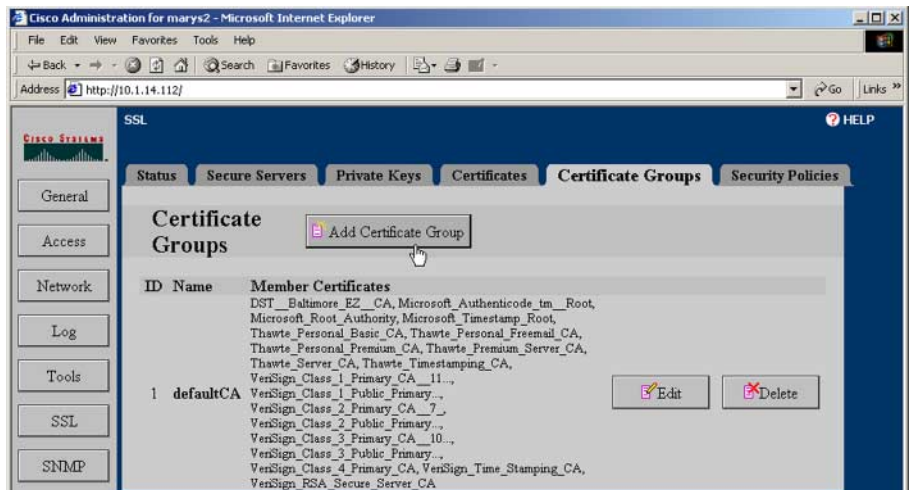 Cisco Administration for marys2 - Microsoft Internet Explorer
File Edit View Favorites Tools Help
Back Search Favorites History
Address http://10.1.14.112/ Go Links »
SSL HELP
CISCO SYSTEMS
Status Secure Servers Private Keys Certificates Certificate Groups Security Policies
General
Access
Network
Log
Tools
SSL
SNMP
Certificate
Groups
Add Certificate Group
ID Name Member Certificates
DST__Baltimore_EZ__CA, Microsoft_Authenticode_tm__Root,
Microsoft_Root_Authority, Microsoft_Timestamp_Root,
Thawte_Personal_Basic_CA, Thawte_Personal_Freemail_CA,
Thawte_Personal_Premium_CA, Thawte_Premium_Server_CA,
Thawte_Server_CA, Thawte_Timestamping_CA,
VeriSign_Class_1_Primary_CA__11...,
1 defaultCA VeriSign_Class_1_Public_Primary..., Edit Delete
VeriSign_Class_2_Primary_CA__7_,
VeriSign_Class_2_Public_Primary...,
VeriSign_Class_3_Primary_CA__10...,
VeriSign_Class_3_Public_Primary...,
VeriSign_Class_4_Primary_CA, VeriSign_Time_Stamping_CA,
VeriSign_RSA_Secure_Server_CA